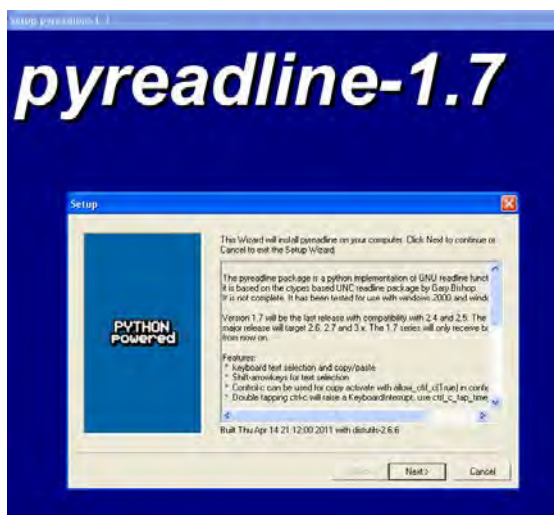 Setup pyreadline-1.7
pyreadline-1.7
Setup
This Wizard will install pyreadline on your computer. Click Next to continue or
Cancel to exit the Setup Wizard.
The pyreadline package is a python implementation of GNU readline funct
it is based on the ctypes based UNC readline package by Gary Bishop.
It is not complete. It has been tested for use with windows 2000 and wind
Version 1.7 will be the last release with compatibility with 2.4 and 2.5. The
major release will target 2.6, 2.7 and 3.x. The 1.7 series will only receive b
from now on.
Features:
* keyboard text selection and copy/paste
* Shift-arrowkeys for text selection
* Control-c can be used for copy activate with allow_ctrl_c(True) in config
* Double tapping ctrl-c will raise a KeyboardInterrupt, use ctrl_c_tap_time
PYTHON
Powered
Built Thu Apr 14 21:12:00 2011 with distutils-2.6.6
Next >
Cancel